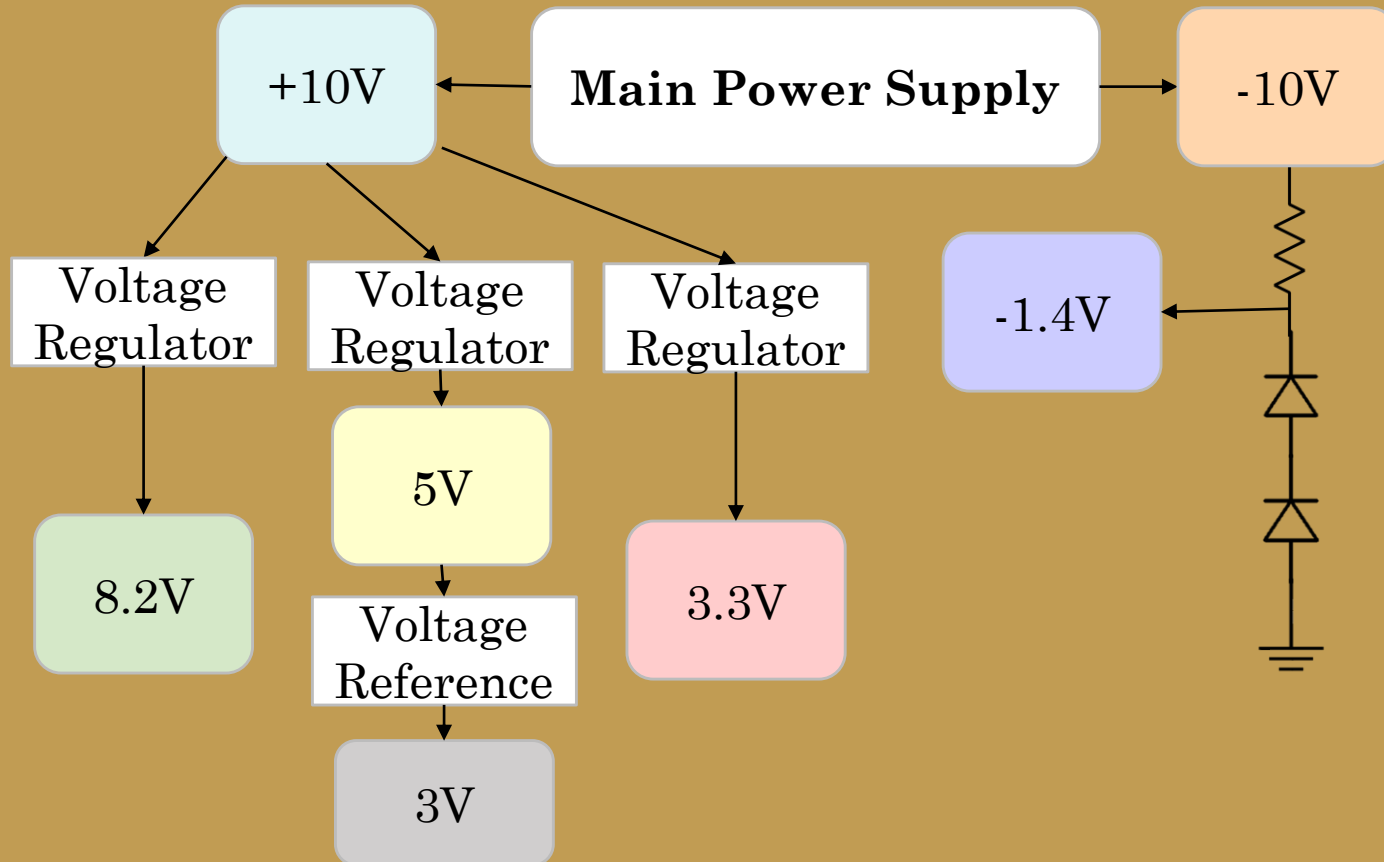 +10V
Main Power Supply
-10V
Voltage
Regulator
Voltage
Regulator
Voltage
Regulator
-1.4V
5V
8.2V
3.3V
Voltage
Reference
3V